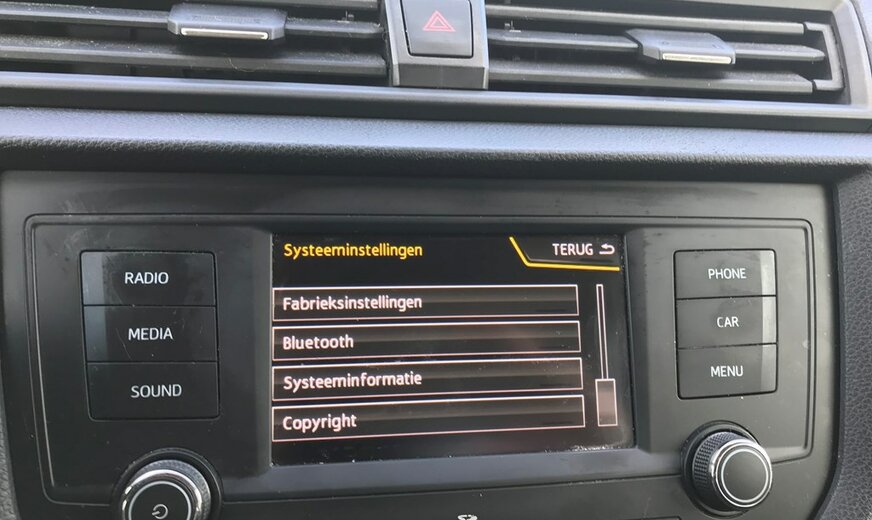 Systeeminstellingen
TERUG
RADIO
MEDIA
SOUND
Fabrieksinstellingen
Bluetooth
Systeeminformatie
Copyright
PHONE
CAR
MENU